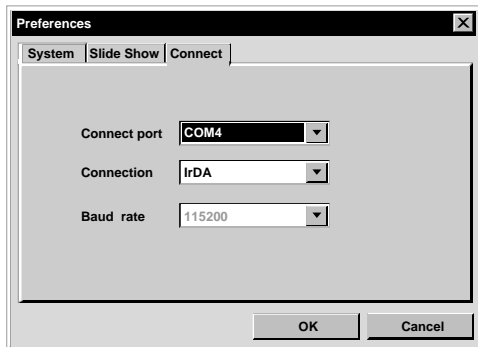 Preferences
System Slide Show Connect
Connect port COM4
Connection IrDA
Baud rate 115200
OK Cancel